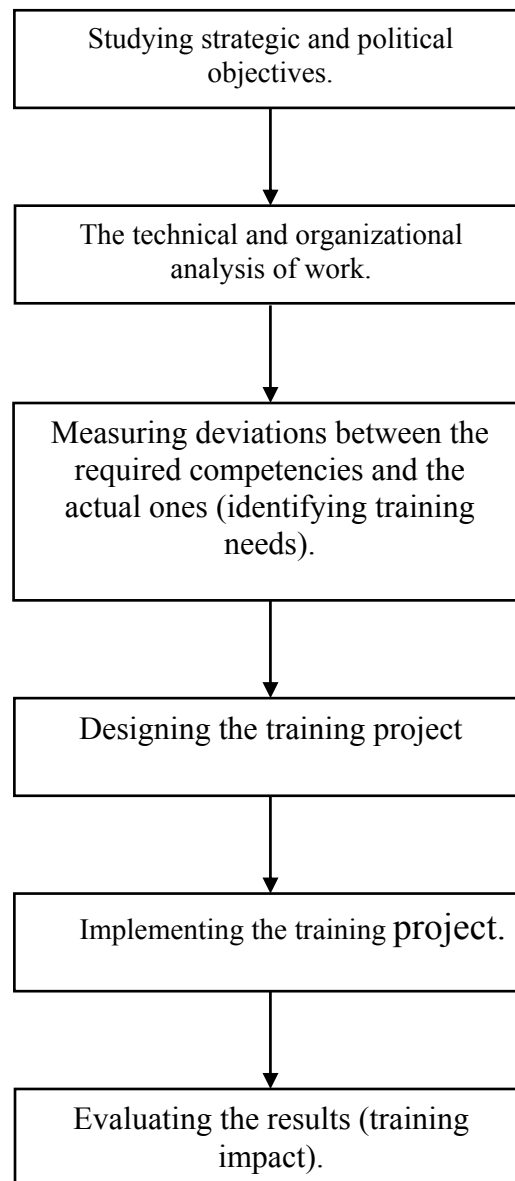 Studying strategic and political
objectives.
The technical and organizational
analysis of work.
Measuring deviations between the
required competencies and the
actual ones (identifying training
needs).
Designing the training project
Implementing the training project.
Evaluating the results (training
impact).